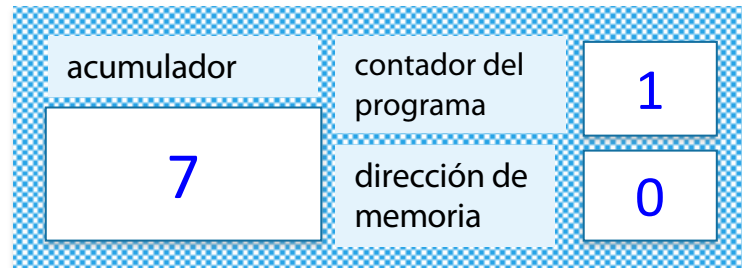 acumulador
7
contador del
programa
1
dirección de
memoria
0